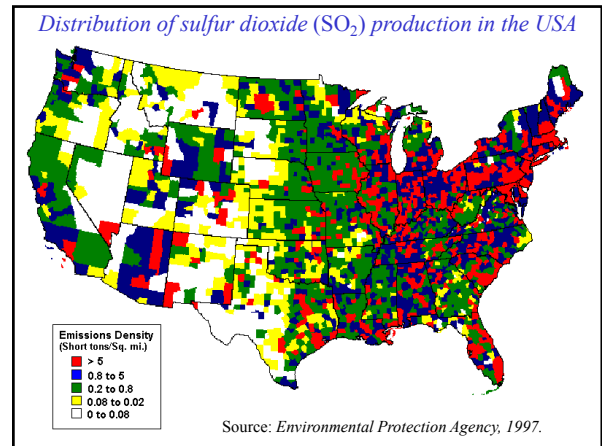 Distribution of sulfur dioxide (SO₂) production in the USA
Emissions Density
(Short tons/Sq. mi.)
> 5
0.8 to 5
0.2 to 0.8
0.08 to 0.02
0 to 0.08
Source: Environmental Protection Agency, 1997.